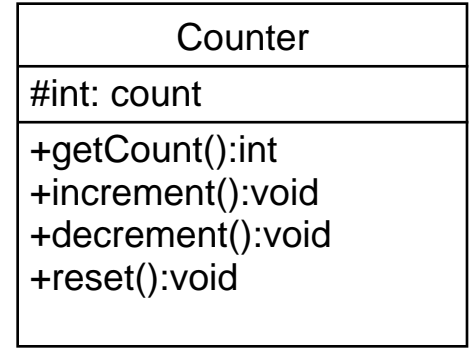 Counter
#int: count
+getCount():int
+increment():void
+decrement():void
+reset():void